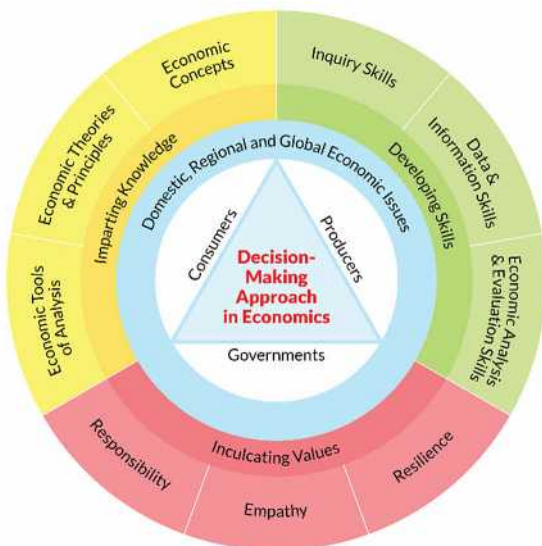 Economic
Concepts
Inquiry Skills
Economic Theories
& Principles
Imparting Knowledge
Domestic, Regional and Global Economic Issues
Developing Skills
Data &
Information Skills
Consumers
Producers
Decision-
Making
Approach
in Economics
Governments
Economic Tools
of Analysis
Economic Analysis
& Evaluation Skills
Inculcating Values
Responsibility
Empathy
Resilience